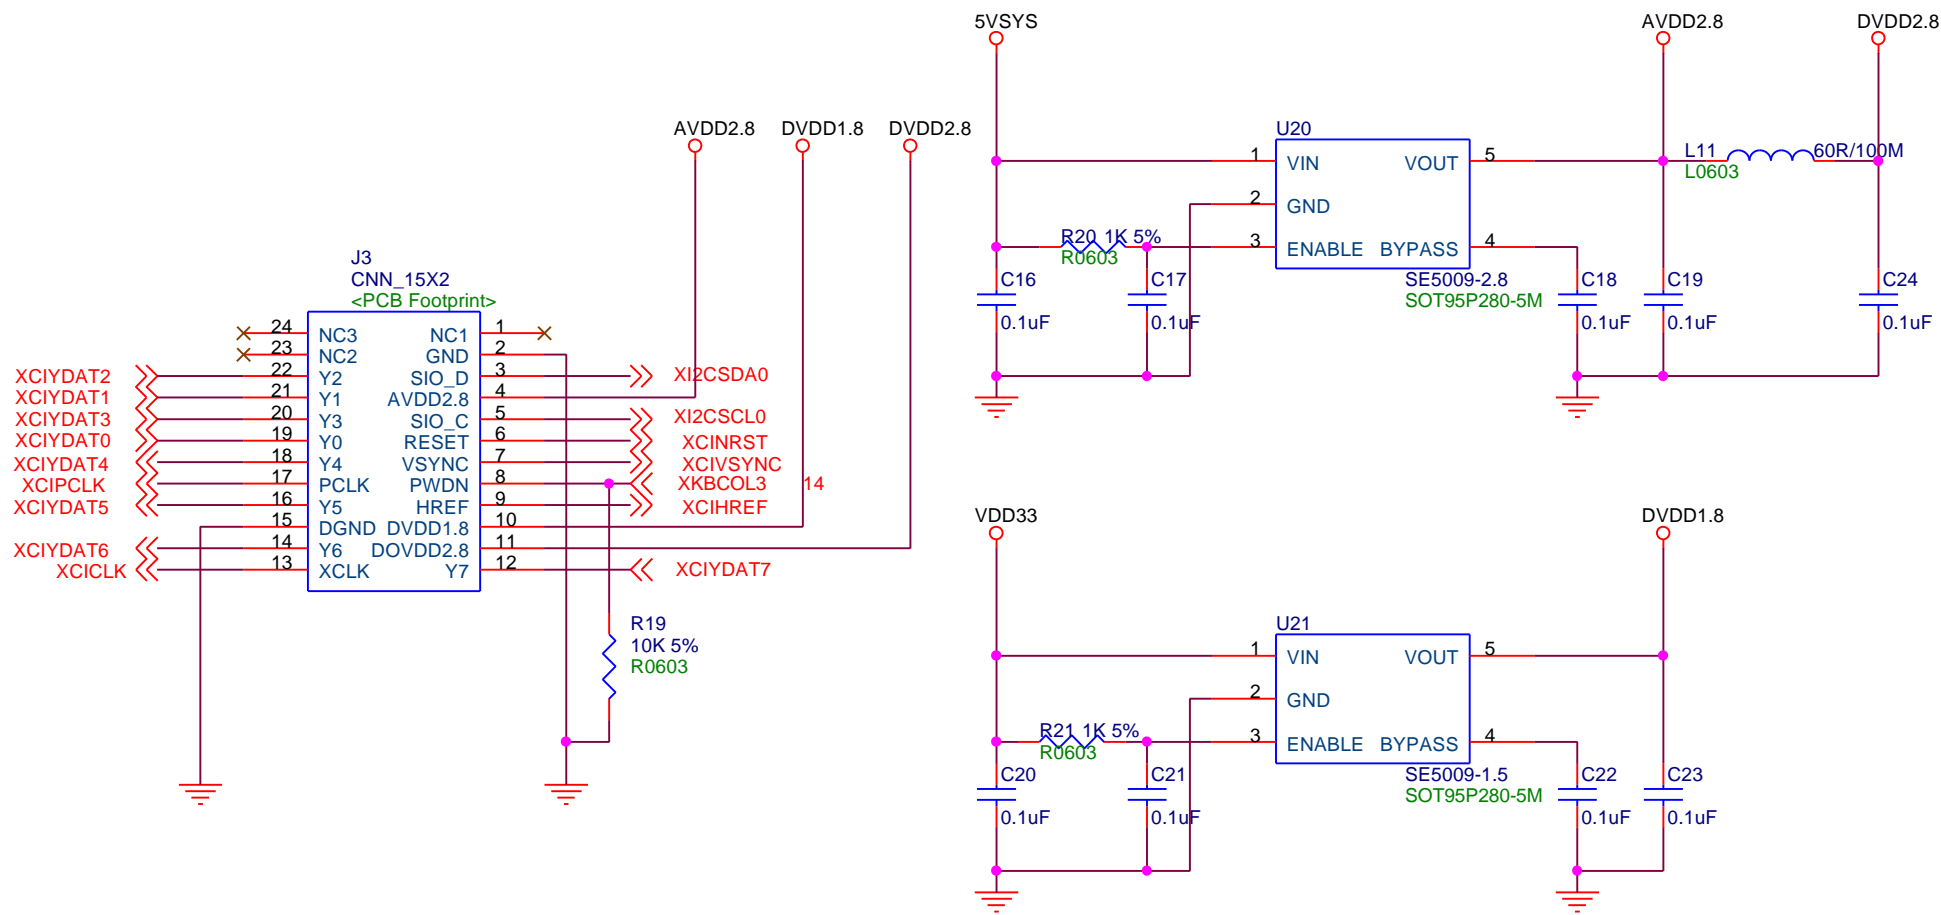 5VSYS
AVDD2.8
DVDD2.8
AVDD2.8 DVDD1.8 DVDD2.8
J3
CNN_15X2
<PCB Footprint>
24 NC3 NC1 1
23 NC2 GND 2
XCIYDAT2 22 Y2 SIO_D 3 XI2CSDA0
XCIYDAT1 21 Y1 AVDD2.8 4
XCIYDAT3 20 Y3 SIO_C 5 XI2CSCL0
XCIYDAT0 19 Y0 RESET 6 XCINRST
XCIYDAT4 18 Y4 VSYNC 7 XCIVSYNC
XCIPCLK 17 PCLK PWDN 8 XKBCOL3 14
XCIYDAT5 16 Y5 HREF 9 XCIHREF
15 DGND DVDD1.8 10
XCIYDAT6 14 Y6 DOVDD2.8 11
XCICLK 13 XCLK Y7 12 XCIYDAT7
R19
10K 5%
R0603
U20
1 VIN VOUT 5
2 GND
3 ENABLE BYPASS 4
SE5009-2.8
SOT95P280-5M
L11 60R/100M
L0603
R20 1K 5%
R0603
C16
0.1uF
C17
0.1uF
C18
0.1uF
C19
0.1uF
C24
0.1uF
VDD33
DVDD1.8
U21
1 VIN VOUT 5
2 GND
3 ENABLE BYPASS 4
SE5009-1.5
SOT95P280-5M
R21 1K 5%
R0603
C20
0.1uF
C21
0.1uF
C22
0.1uF
C23
0.1uF